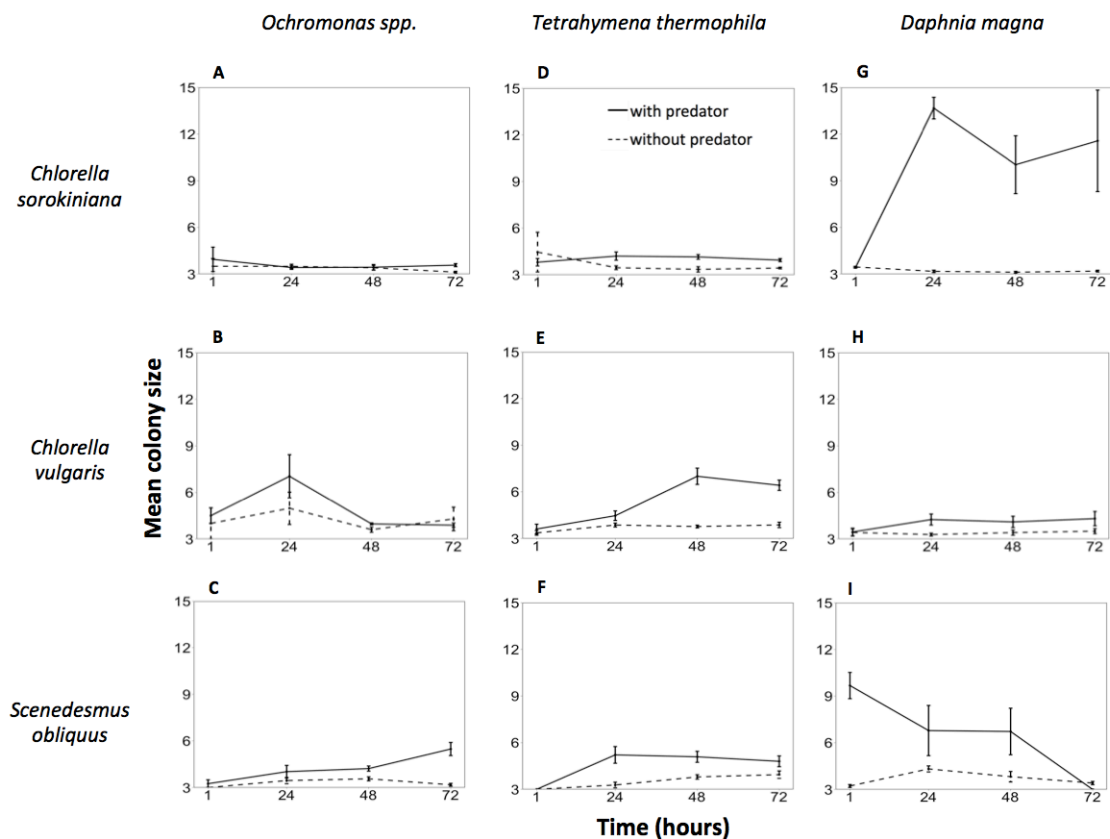 Ochromonas spp.
Tetrahymena thermophila
Daphnia magna
Chlorella
sorokiniana
A
15
12
9
6
3
1 24 48 72
D
15
12
9
6
3
1 24 48 72
with predator
without predator
G
15
12
9
6
3
1 24 48 72
Chlorella
vulgaris
Mean colony size
B
15
12
9
6
3
1 24 48 72
E
15
12
9
6
3
1 24 48 72
H
15
12
9
6
3
1 24 48 72
Scenedesmus
obliquus
C
15
12
9
6
3
1 24 48 72
F
15
12
9
6
3
1 24 48 72
I
15
12
9
6
3
1 24 48 72
Time (hours)